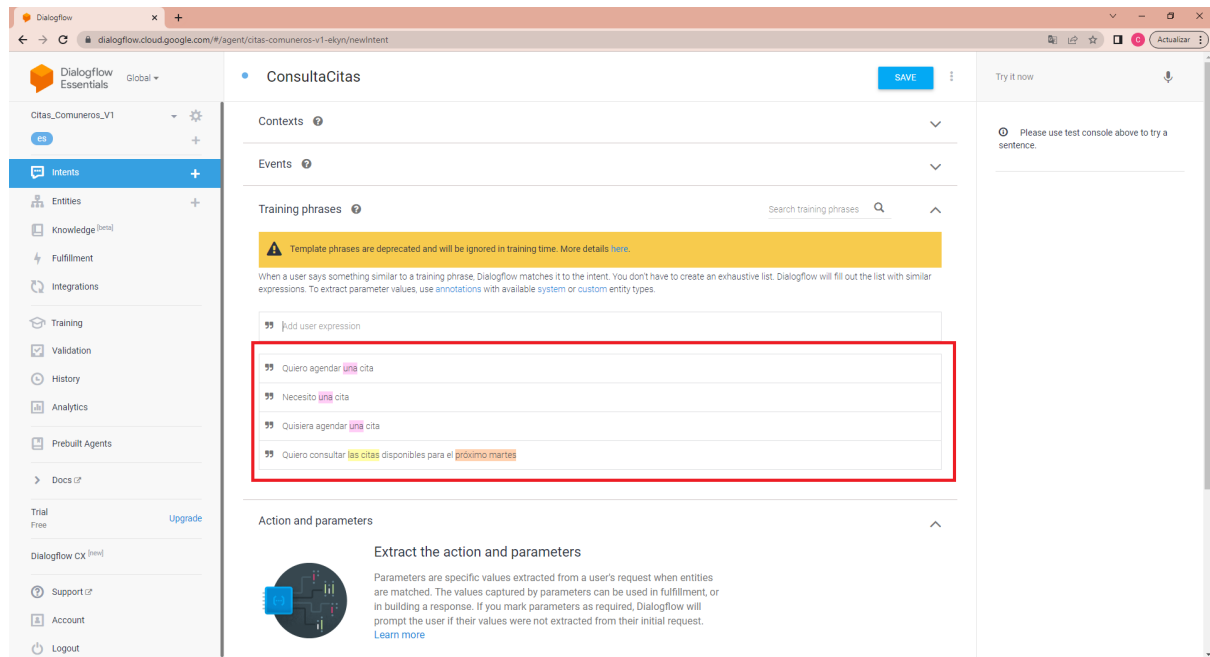 Dialogflow
dialogflow.cloud.google.com/#/agent/citas-comuneros-v1-ekyn/newIntent
C
Actualizar
Dialogflow
Essentials
Global
ConsultaCitas
SAVE
Try it now
Citas_Comuneros_V1
es
Contexts
Please use test console above to try a
sentence.
Events
Intents
Entities
Knowledge [beta]
Fulfillment
Integrations
Training
Validation
History
Analytics
Prebuilt Agents
Docs
Trial
Free
Upgrade
Dialogflow CX [new]
Support
Account
Logout
Training phrases
Search training phrases
Template phrases are deprecated and will be ignored in training time. More details here.
When a user says something similar to a training phrase, Dialogflow matches it to the intent. You don't have to create an exhaustive list. Dialogflow will fill out the list with similar
expressions. To extract parameter values, use annotations with available system or custom entity types.
Add user expression
Quiero agendar una cita
Necesito una cita
Quisiera agendar una cita
Quiero consultar las citas disponibles para el próximo martes
Action and parameters
Extract the action and parameters
Parameters are specific values extracted from a user's request when entities
are matched. The values captured by parameters can be used in fulfillment, or
in building a response. If you mark parameters as required, Dialogflow will
prompt the user if their values were not extracted from their initial request.
Learn more